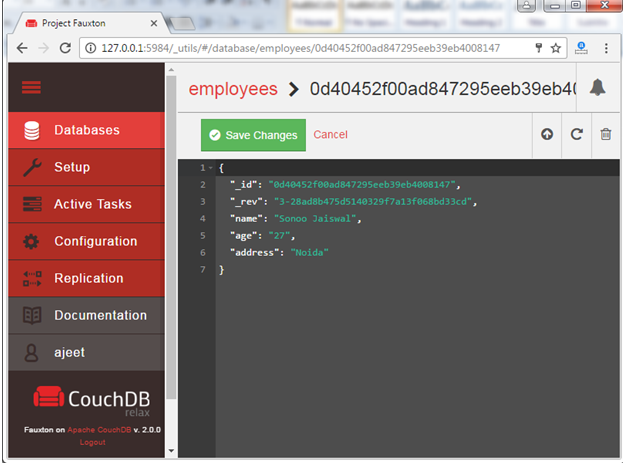 Project Fauxton
127.0.0.1:5984/_utils/#/database/employees/0d40452f00ad847295eeb39eb4008147
employees > 0d40452f00ad847295eeb39eb40
Databases
Setup
Active Tasks
Configuration
Replication
Documentation
ajeet
CouchDB
relax
Fauxton on Apache CouchDB v. 2.0.0
Logout
Save Changes Cancel
1 {
2 "_id": "0d40452f00ad847295eeb39eb4008147",
3 "_rev": "3-28ad8b475d5140329f7a13f068bd33cd",
4 "name": "Sonoo Jaiswal",
5 "age": "27",
6 "address": "Noida"
7 }